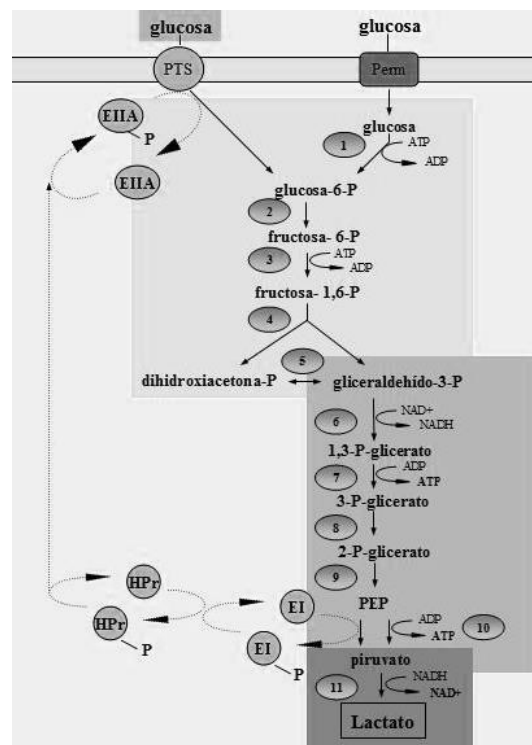 glucosa glucosa
PTS Perm
EIIA
P
glucosa
1 ATP
ADP
EIIA
glucosa-6-P
2
fructosa- 6-P
3 ATP
ADP
fructosa- 1,6-P
4
5
dihidroxiacetona-P gliceraldehído-3-P
6 NAD+
NADH
1,3-P-glicerato
7 ADP
ATP
3-P-glicerato
8
2-P-glicerato
9
HPr
EI PEP
HPr
P
ADP
ATP 10
EI
P
piruvato
11 NADH
NAD+
Lactato